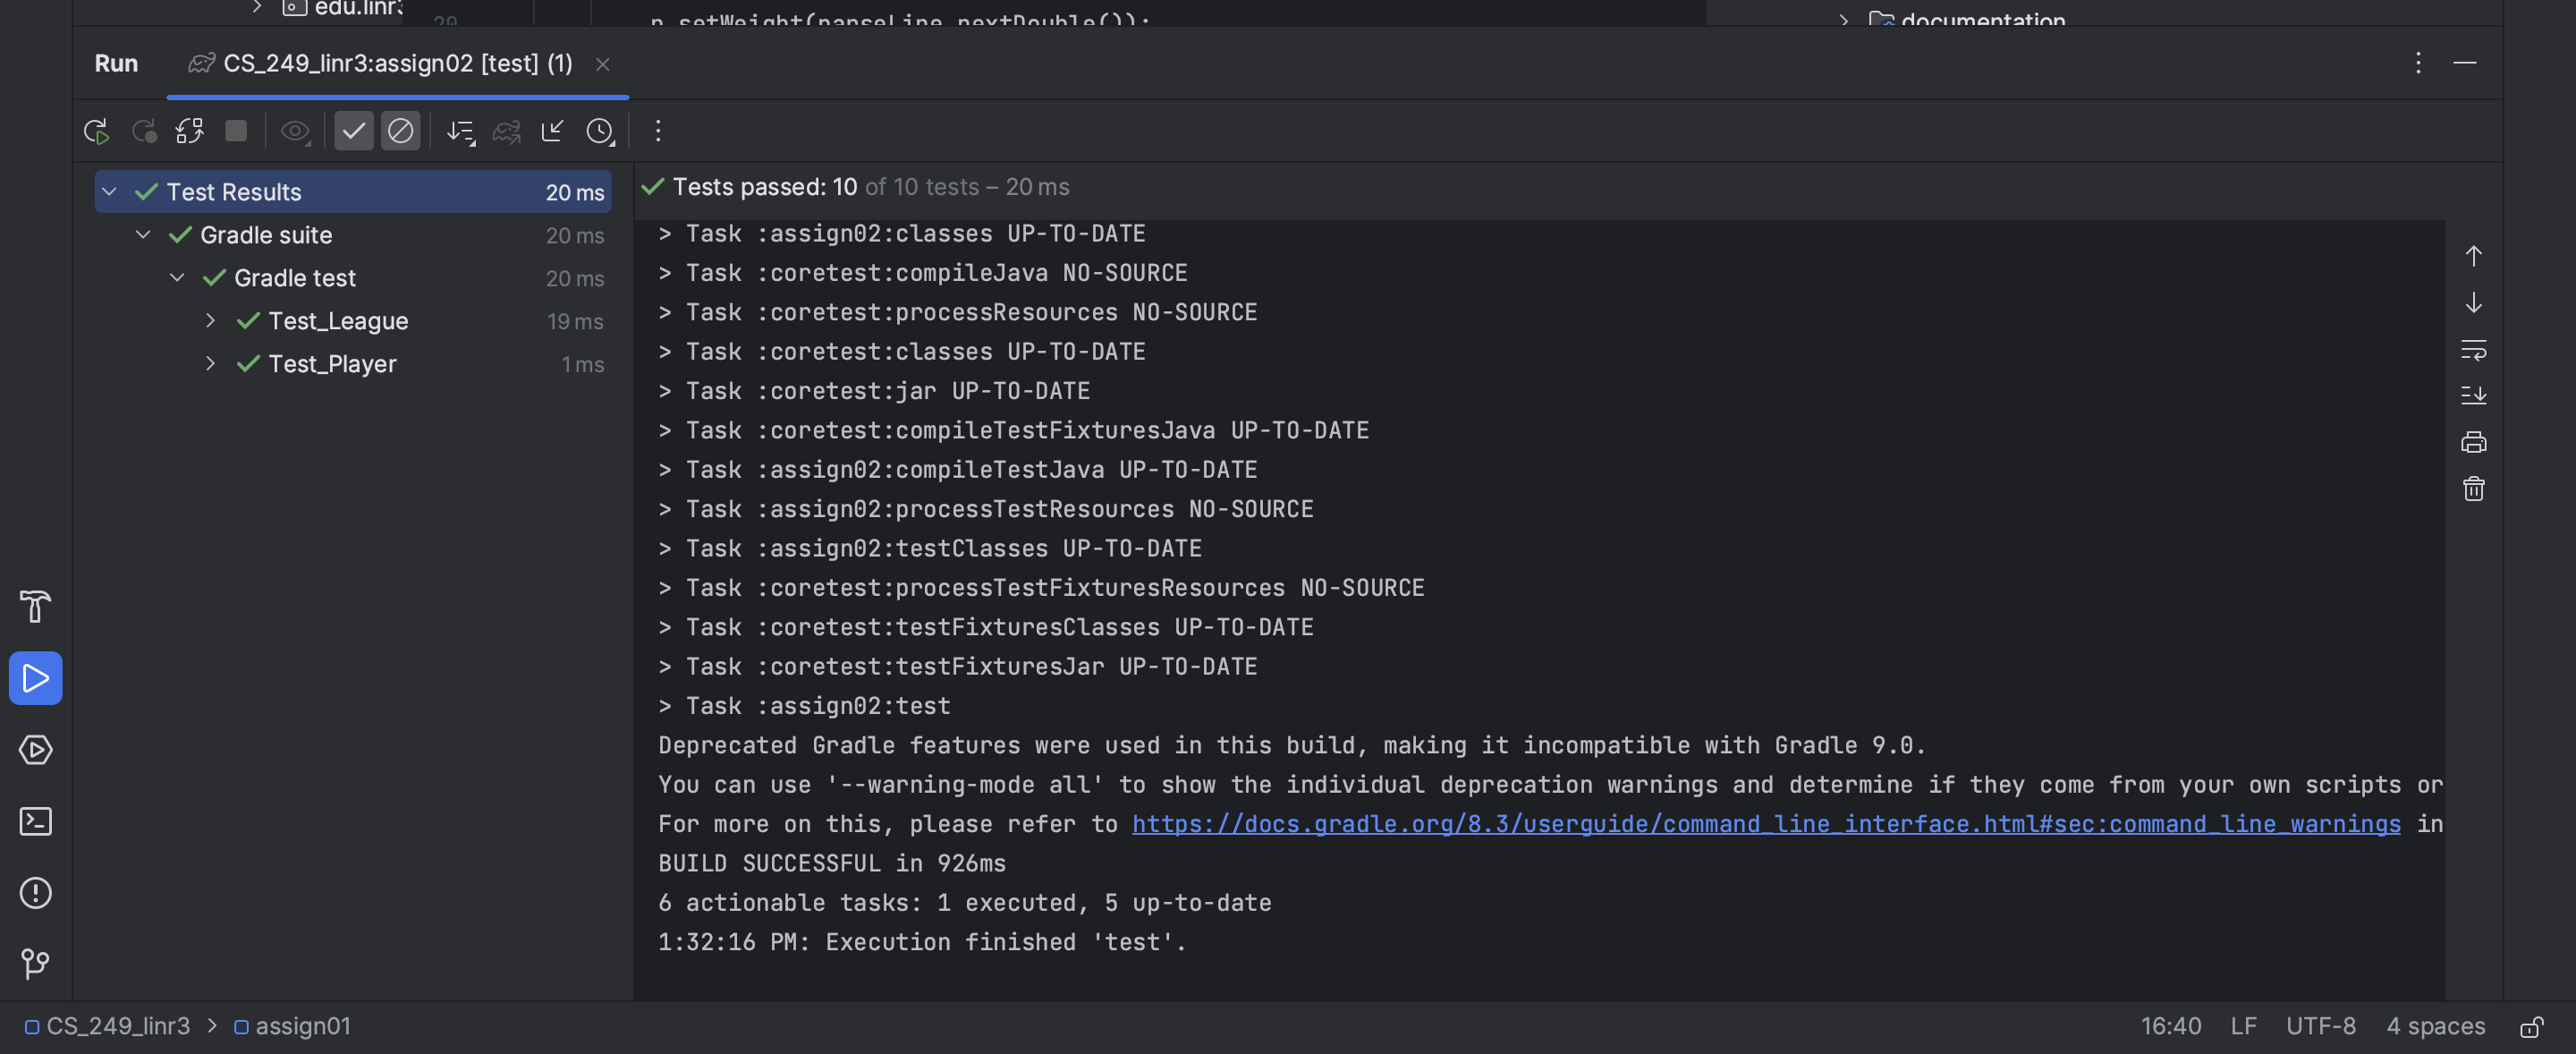 edu.linr3
20
p.setWeight(parseLine.nextDouble());
documentation
Run
CS_249_linr3:assign02 [test] (1)
Test Results 20 ms
Gradle suite 20 ms
Gradle test 20 ms
Test_League 19 ms
Test_Player 1 ms
Tests passed: 10 of 10 tests – 20 ms
> Task :assign02:classes UP-TO-DATE
> Task :coretest:compileJava NO-SOURCE
> Task :coretest:processResources NO-SOURCE
> Task :coretest:classes UP-TO-DATE
> Task :coretest:jar UP-TO-DATE
> Task :coretest:compileTestFixturesJava UP-TO-DATE
> Task :assign02:compileTestJava UP-TO-DATE
> Task :assign02:processTestResources NO-SOURCE
> Task :assign02:testClasses UP-TO-DATE
> Task :coretest:processTestFixturesResources NO-SOURCE
> Task :coretest:testFixturesClasses UP-TO-DATE
> Task :coretest:testFixturesJar UP-TO-DATE
> Task :assign02:test
Deprecated Gradle features were used in this build, making it incompatible with Gradle 9.0.
You can use '--warning-mode all' to show the individual deprecation warnings and determine if they come from your own scripts or
For more on this, please refer to https://docs.gradle.org/8.3/userguide/command_line_interface.html#sec:command_line_warnings in
BUILD SUCCESSFUL in 926ms
6 actionable tasks: 1 executed, 5 up-to-date
1:32:16 PM: Execution finished 'test'.
CS_249_linr3 > assign01
16:40 LF UTF-8 4 spaces